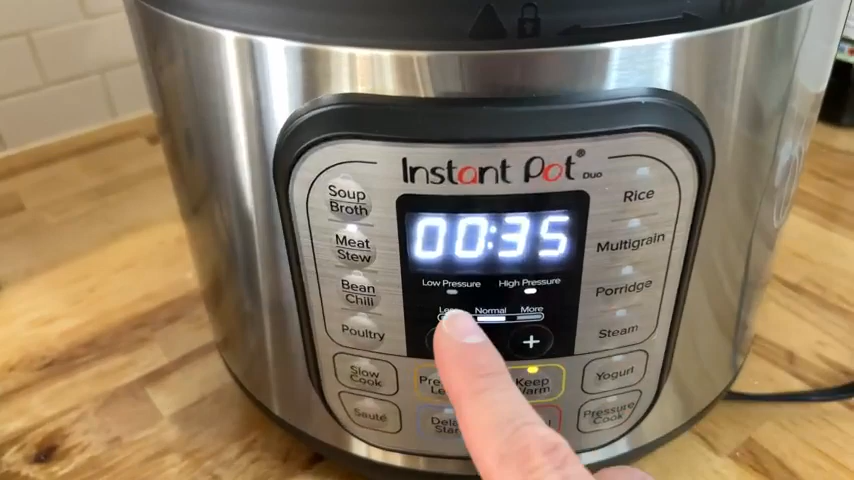 Instant Pot® Duo
Soup
Broth
Meat
Stew
Bean
Chili
Poultry
Slow
Cook
Sauté
00:35
Low Pressure High Pressure
Normal More
+
Keep
Warm
Rice
Multigrain
Porridge
Steam
Yogurt
Pressure
Cook